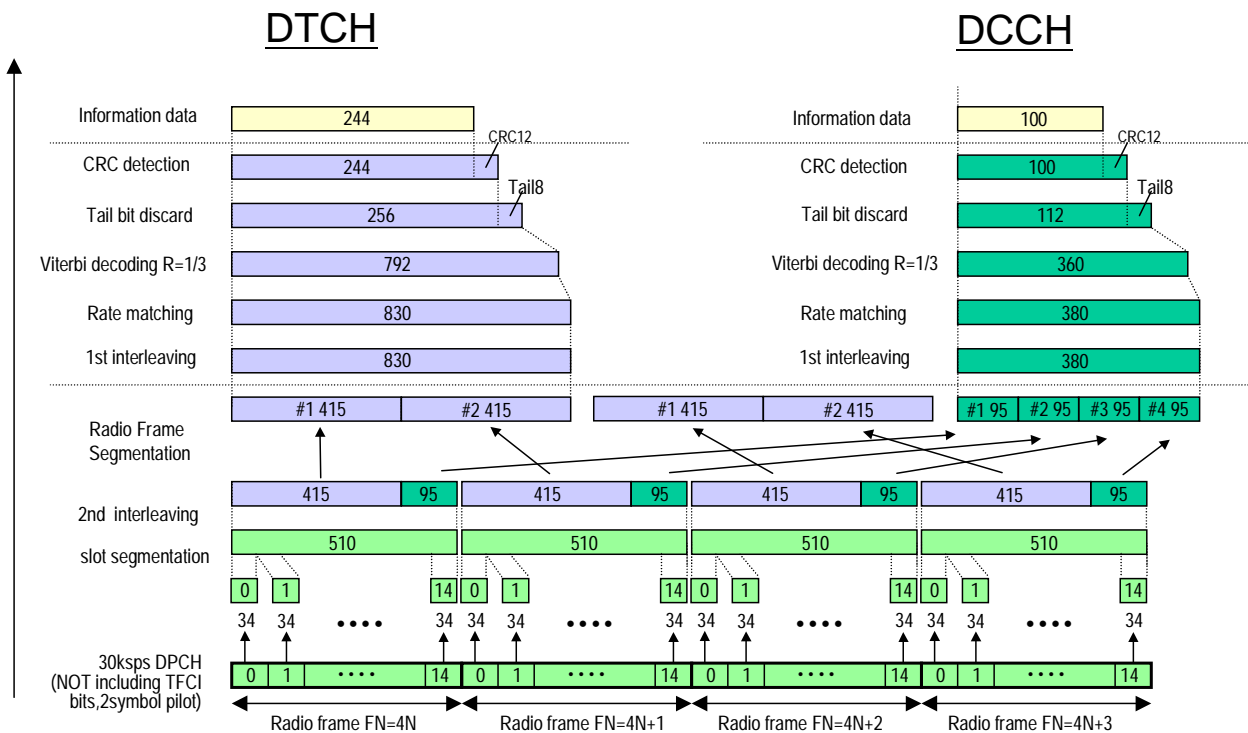 DTCH DCCH
Information data 244 Information data 100
CRC12 CRC12
CRC detection 244 CRC detection 100
Tail8 Tail8
Tail bit discard 256 Tail bit discard 112
Viterbi decoding R=1/3 792 Viterbi decoding R=1/3 360
Rate matching 830 Rate matching 380
1st interleaving 830 1st interleaving 380
#1 415 #2 415 #1 415 #2 415 #1 95 #2 95 #3 95 #4 95
Radio Frame
Segmentation
415 95 415 95 415 95 415 95
2nd interleaving
510 510 510 510
slot segmentation
0 1 14 0 1 14 0 1 14 0 1 14
34 34 •••• 34 34 34 •••• 34 34 34 •••• 34 34 34 •••• 34
30ksps DPCH
(NOT including TFCI
bits,2symbol pilot)
0 1 •••• 14 0 1 •••• 14 0 1 •••• 14 0 1 •••• 14
Radio frame FN=4N Radio frame FN=4N+1 Radio frame FN=4N+2 Radio frame FN=4N+3